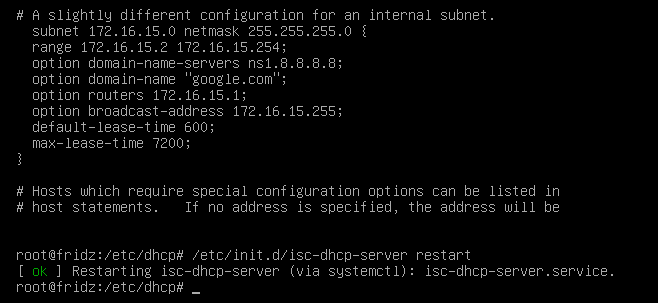 # A slightly different configuration for an internal subnet.
subnet 172.16.15.0 netmask 255.255.255.0 {
range 172.16.15.2 172.16.15.254;
option domain-name-servers ns1.8.8.8.8;
option domain-name "google.com";
option routers 172.16.15.1;
option broadcast-address 172.16.15.255;
default-lease-time 600;
max-lease-time 7200;
}
# Hosts which require special configuration options can be listed in
# host statements.   If no address is specified, the address will be
root@fridz:/etc/dhcp# /etc/init.d/isc-dhcp-server restart
[ ok ] Restarting isc-dhcp-server (via systemctl): isc-dhcp-server.service.
root@fridz:/etc/dhcp# _